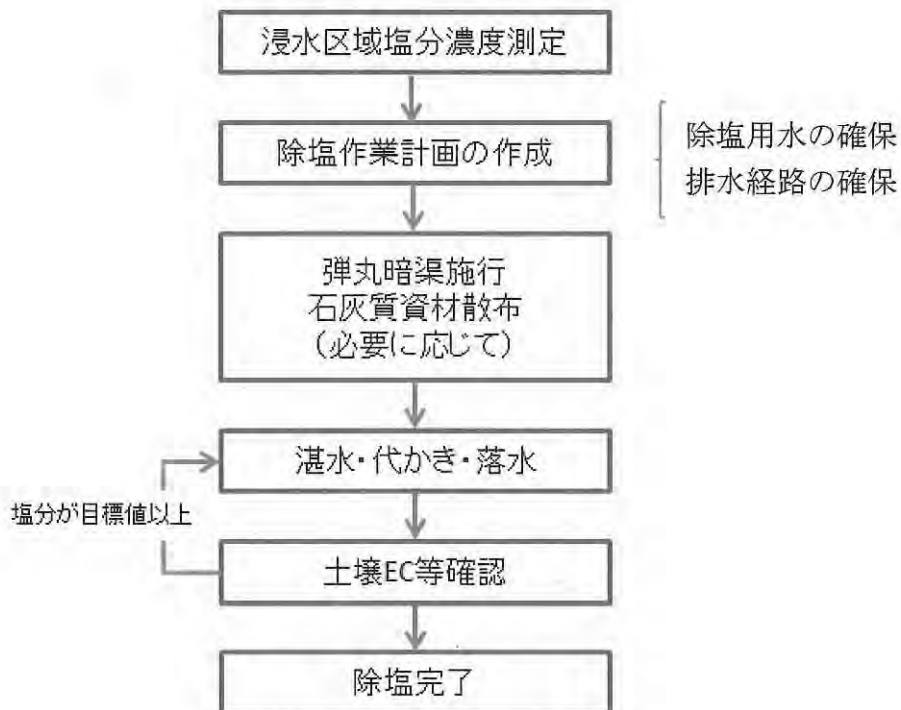 浸水区域塩分濃度測定
除塩作業計画の作成
除塩用水の確保
排水経路の確保
弾丸暗渠施行
石灰質資材散布
(必要に応じて)
湛水・代かき・落水
塩分が目標値以上
土壌EC等確認
除塩完了